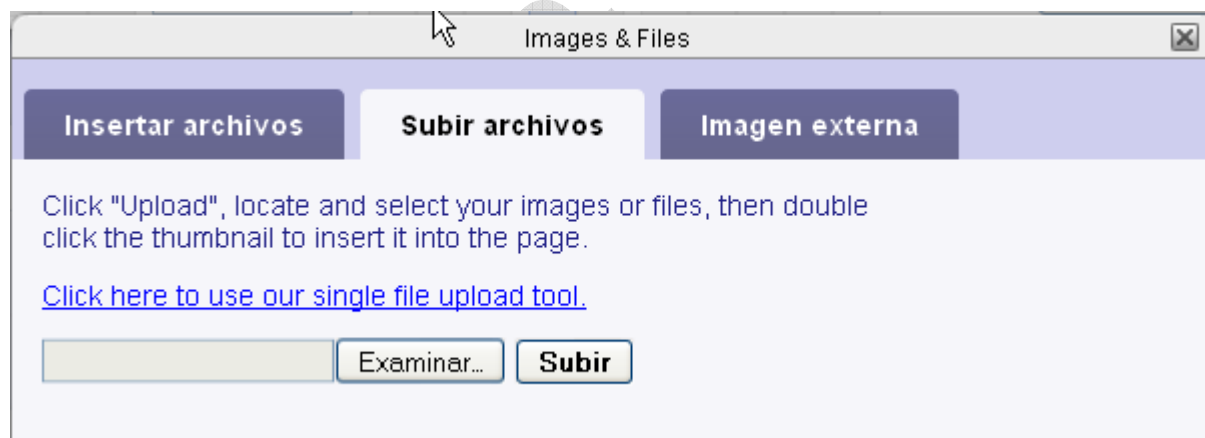 Images & Files
Insertar archivos
Subir archivos
Imagen externa
Click "Upload", locate and select your images or files, then double
click the thumbnail to insert it into the page.
Click here to use our single file upload tool.
Examinar...
Subir